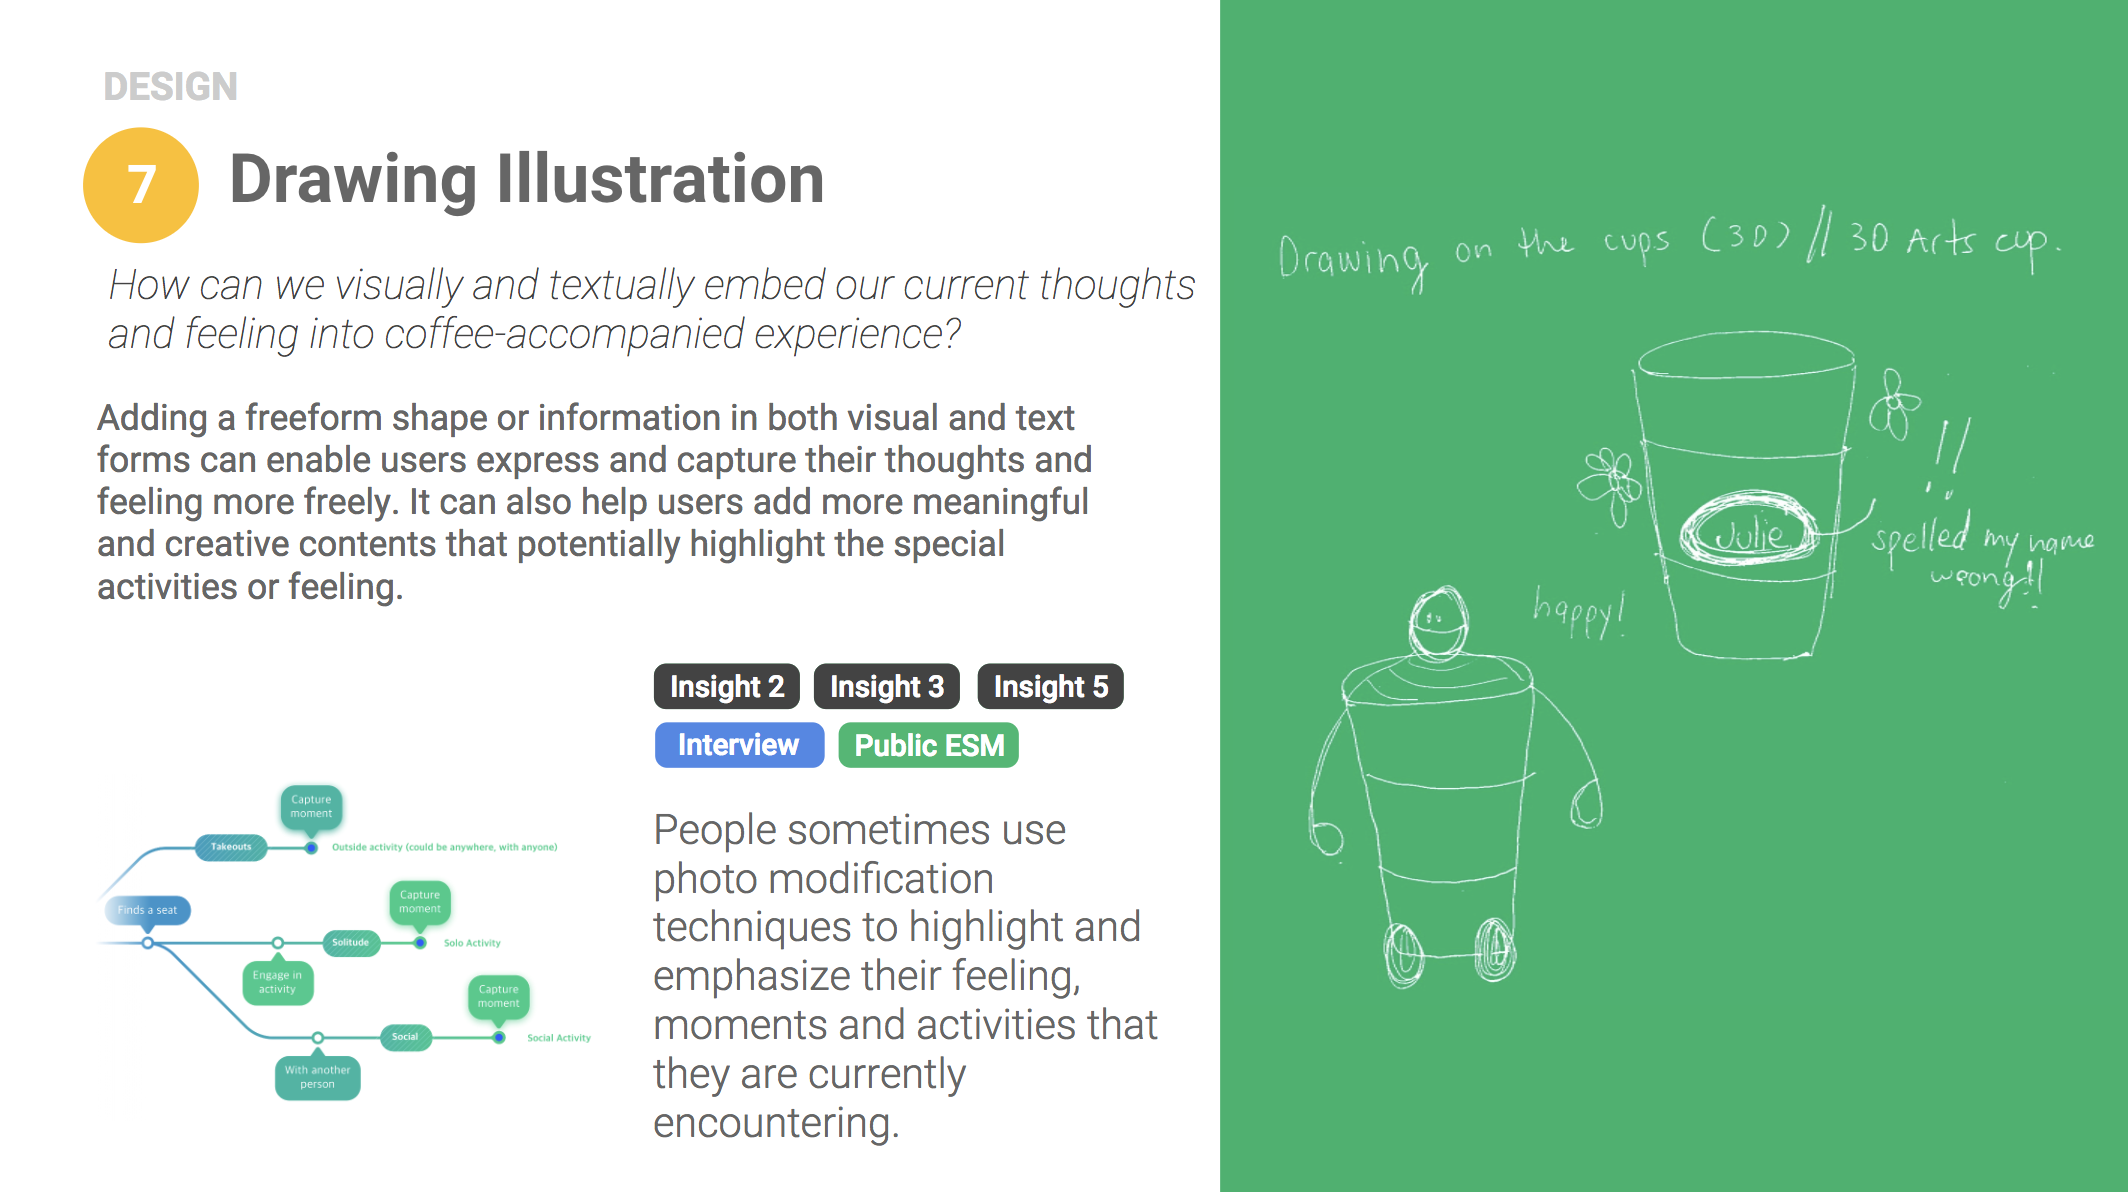 DESIGN
7
Drawing Illustration
How can we visually and textually embed our current thoughts
and feeling into coffee-accompanied experience?
Adding a freeform shape or information in both visual and text
forms can enable users express and capture their thoughts and
feeling more freely. It can also help users add more meaningful
and creative contents that potentially highlight the special
activities or feeling.
Insight 2 Insight 3 Insight 5
Interview Public ESM
People sometimes use
photo modification
techniques to highlight and
emphasize their feeling,
moments and activities that
they are currently
encountering.
Capture
moment
Takeouts
Outside activity (could be anywhere, with anyone)
Finds a seat
Capture
moment
Solitude
Solo Activity
Engage in
activity
Capture
moment
Social
Social Activity
With another
person
Drawing on the cups (3D) // 3D Arts cup.
!!
Julie
spelled my name
wrong!!
happy!